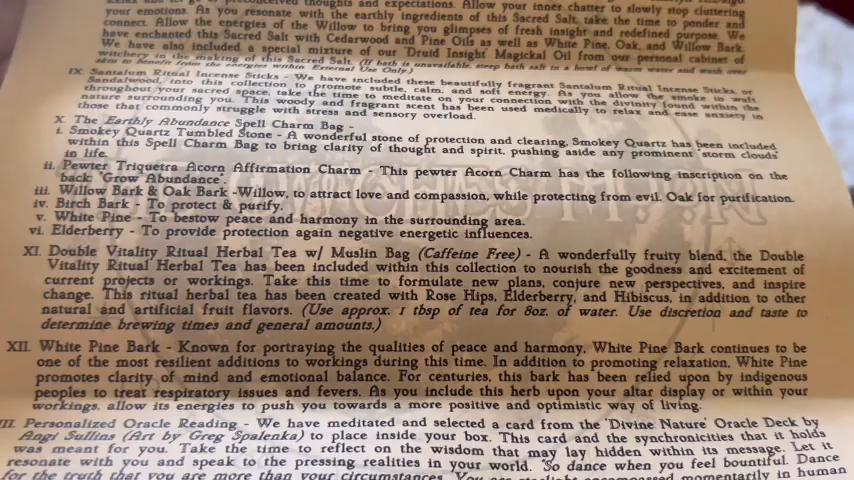 your emotions. As you resonate with the earthly ingredients of this Sacred Salt, take the time to ponder and
connect. Allow the energies of the Willow to bring you glimpses of fresh insight and redefined purpose. We
have enchanted this Sacred Salt with Cedarwood and Pine Oils as well as White Pine, Oak, and Willow Bark.
We have also included a special mixture of our Druid Insight Magickal Oil from our personal cabinet of
witchery in the making of this Sacred Salt. (If bath is unavailable, steep bath salt in a bowl of warm water and wash over
skin to benefit from the energies within. External Use Only.)
IX. Santalum Ritual Incense Sticks - We have included these beautifully fragrant Santalum Ritual Incense Sticks, or
Sandalwood, into this collection to promote subtle, calm, and soft energy. As you allow the smoke to waft
throughout your sacred space, take the time to meditate on your connection with the divinity found within the
nature surrounding you. This woody and fragrant scent has been used medically to relax and ease anxiety in
those that commonly struggle with stress and sensory overload.
X. The Earthly Abundance Spell Charm Bag -
i. Smokey Quartz Tumbled Stone - A wonderful stone of protection and clearing, Smokey Quartz has been included
within this Spell Charm Bag to bring clarity of thought and spirit, pushing aside any prominent 'storm clouds'
in life.
ii. Pewter Triquetra Acorn Affirmation Charm - This pewter Acorn Charm has the following inscription on the
back: "Grow Abundance".
iii. Willow Bark & Oak Bark -Willow, to attract love and compassion, while protecting from evil. Oak for purification.
iv. Birch Bark - To protect & purify.
v. White Pine - To bestow peace and harmony in the surrounding area.
vi. Elderberry - To provide protection again negative energetic influences.
XI. Double Vitality Ritual Herbal Tea w/ Muslin Bag (Caffeine Free) - A wonderfully fruity blend, the Double
Vitality Ritual Herbal Tea has been included within this collection to nourish the goodness and excitement of
current projects or workings. Take this time to formulate new plans, conjure new perspectives, and inspire
change. This ritual herbal tea has been created with Rose Hips, Elderberry, and Hibiscus, in addition to other
natural and artificial fruit flavors. (Use approx. 1 tbsp of tea for 8oz. of water. Use discretion and taste to
determine brewing times and general amounts.)
XII. White Pine Bark - Known for portraying the qualities of peace and harmony, White Pine Bark continues to be
one of the most resilient additions to workings during this time. In addition to promoting relaxation, White Pine
promotes clarity of mind and emotional balance. For centuries, this bark has been relied upon by indigenous
peoples to treat respiratory issues and fevers. As you include this herb upon your altar display or within your
workings, allow its energies to push you towards a more positive and optimistic way of living.
III. Personalized Oracle Reading - We have meditated and selected a card from the 'Divine Nature' Oracle Deck by
Angi Sullins (Art by Greg Spalenka) to place inside your box. This card and the synchronicities that it holds
was meant for you. Take the time to reflect on the wisdom that may lay hidden within its message. Let it
resonate with you and speak to the pressing realities in your world. "So dance when you feel bountiful. Dance
for the truth that you are more than your circumstances. You are starlight encompassed momentarily in human